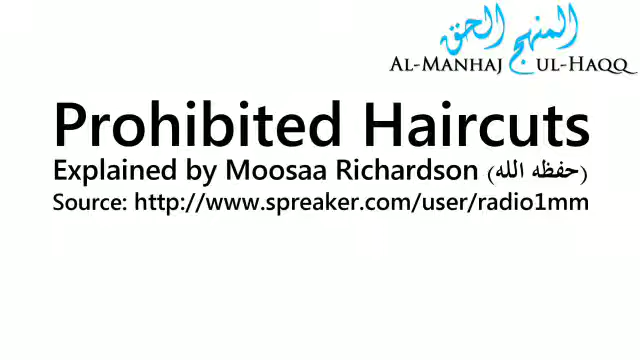 المنهج الحق
AL-MANHAJ UL-HAQQ
Prohibited Haircuts
Explained by Moosaa Richardson (حفظه الله)
Source: http://www.spreaker.com/user/radio1mm